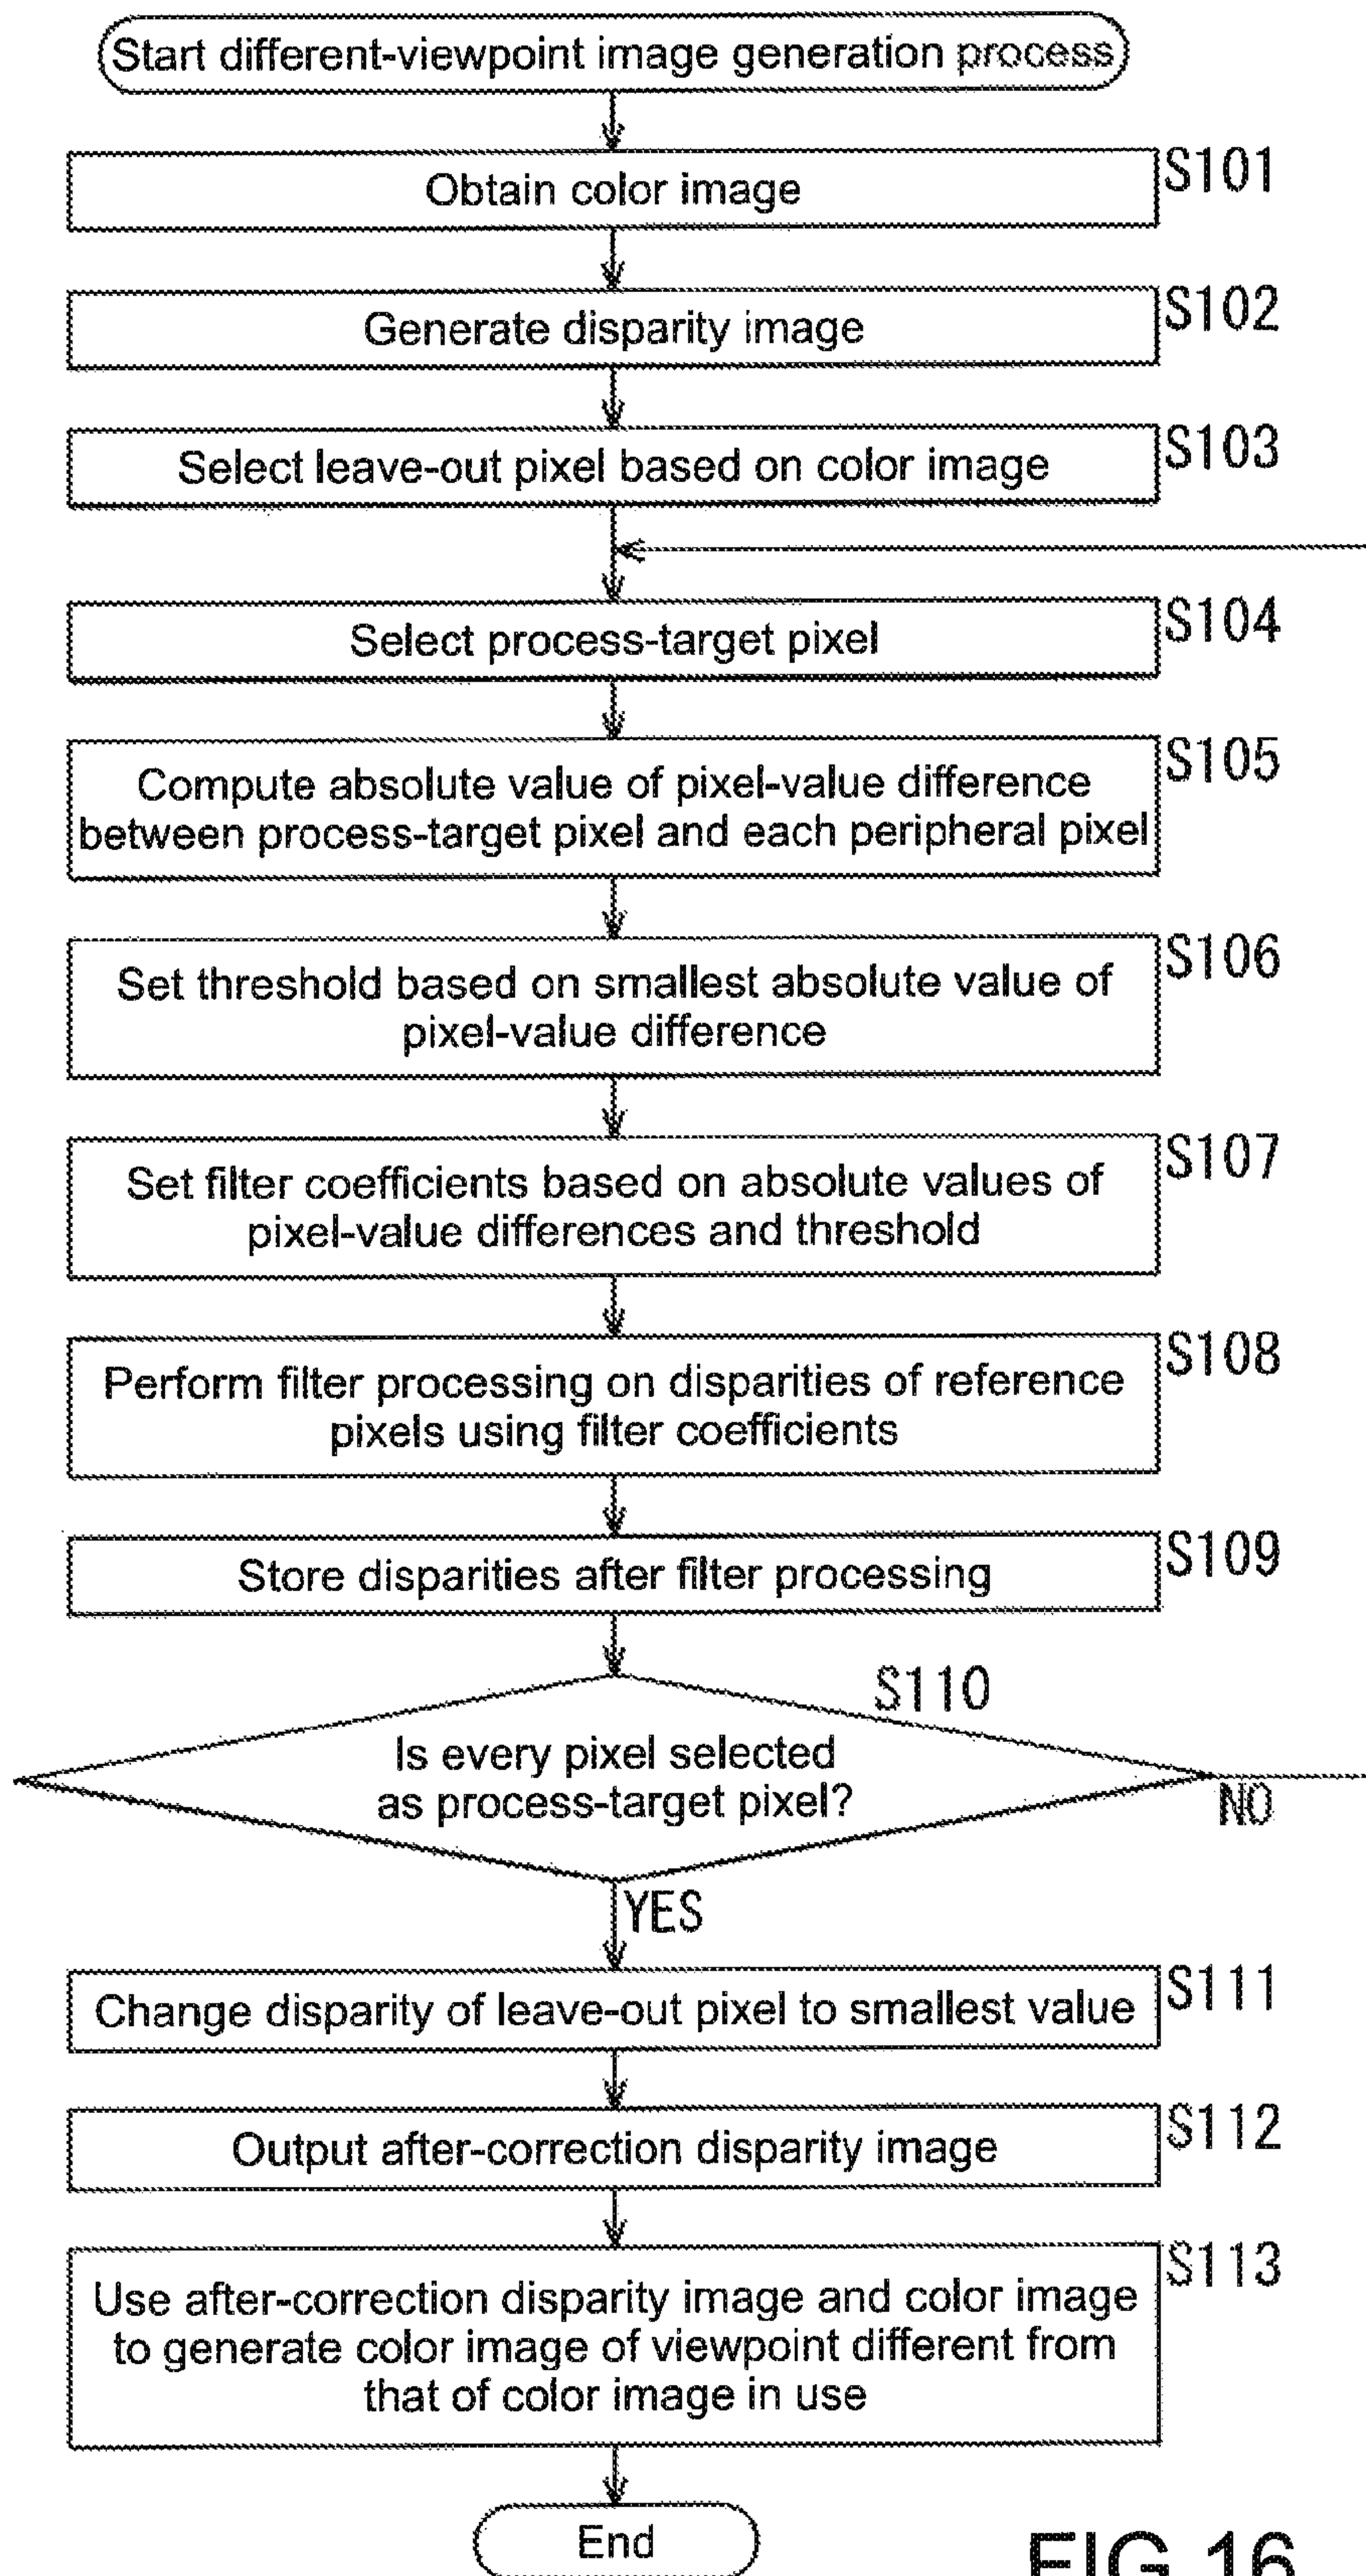 Start different-viewpoint image generation process
S101
Obtain color image
S102
Generate disparity image
S103
Select leave-out pixel based on color image
S104
Select process-target pixel
S105
Compute absolute value of pixel-value difference
between process-target pixel and each peripheral pixel
S106
Set threshold based on smallest absolute value of
pixel-value difference
S107
Set filter coefficients based on absolute values of
pixel-value differences and threshold
S108
Perform filter processing on disparities of reference
pixels using filter coefficients
S109
Store disparities after filter processing
S110
Is every pixel selected
as process-target pixel?
NO
YES
S111
Change disparity of leave-out pixel to smallest value
S112
Output after-correction disparity image
S113
Use after-correction disparity image and color image
to generate color image of viewpoint different from
that of color image in use
End
FIG.16